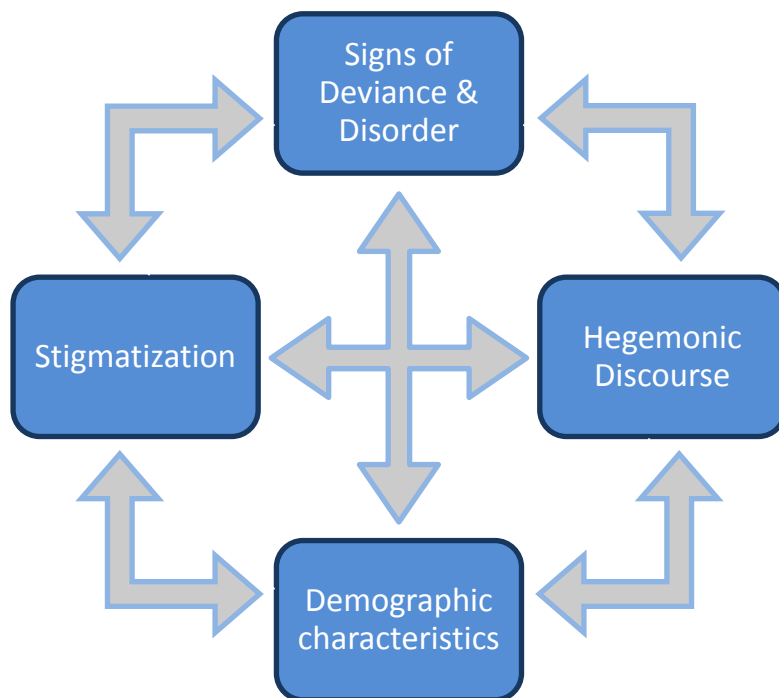 Signs of
Deviance &
Disorder
Stigmatization
Hegemonic
Discourse
Demographic
characteristics